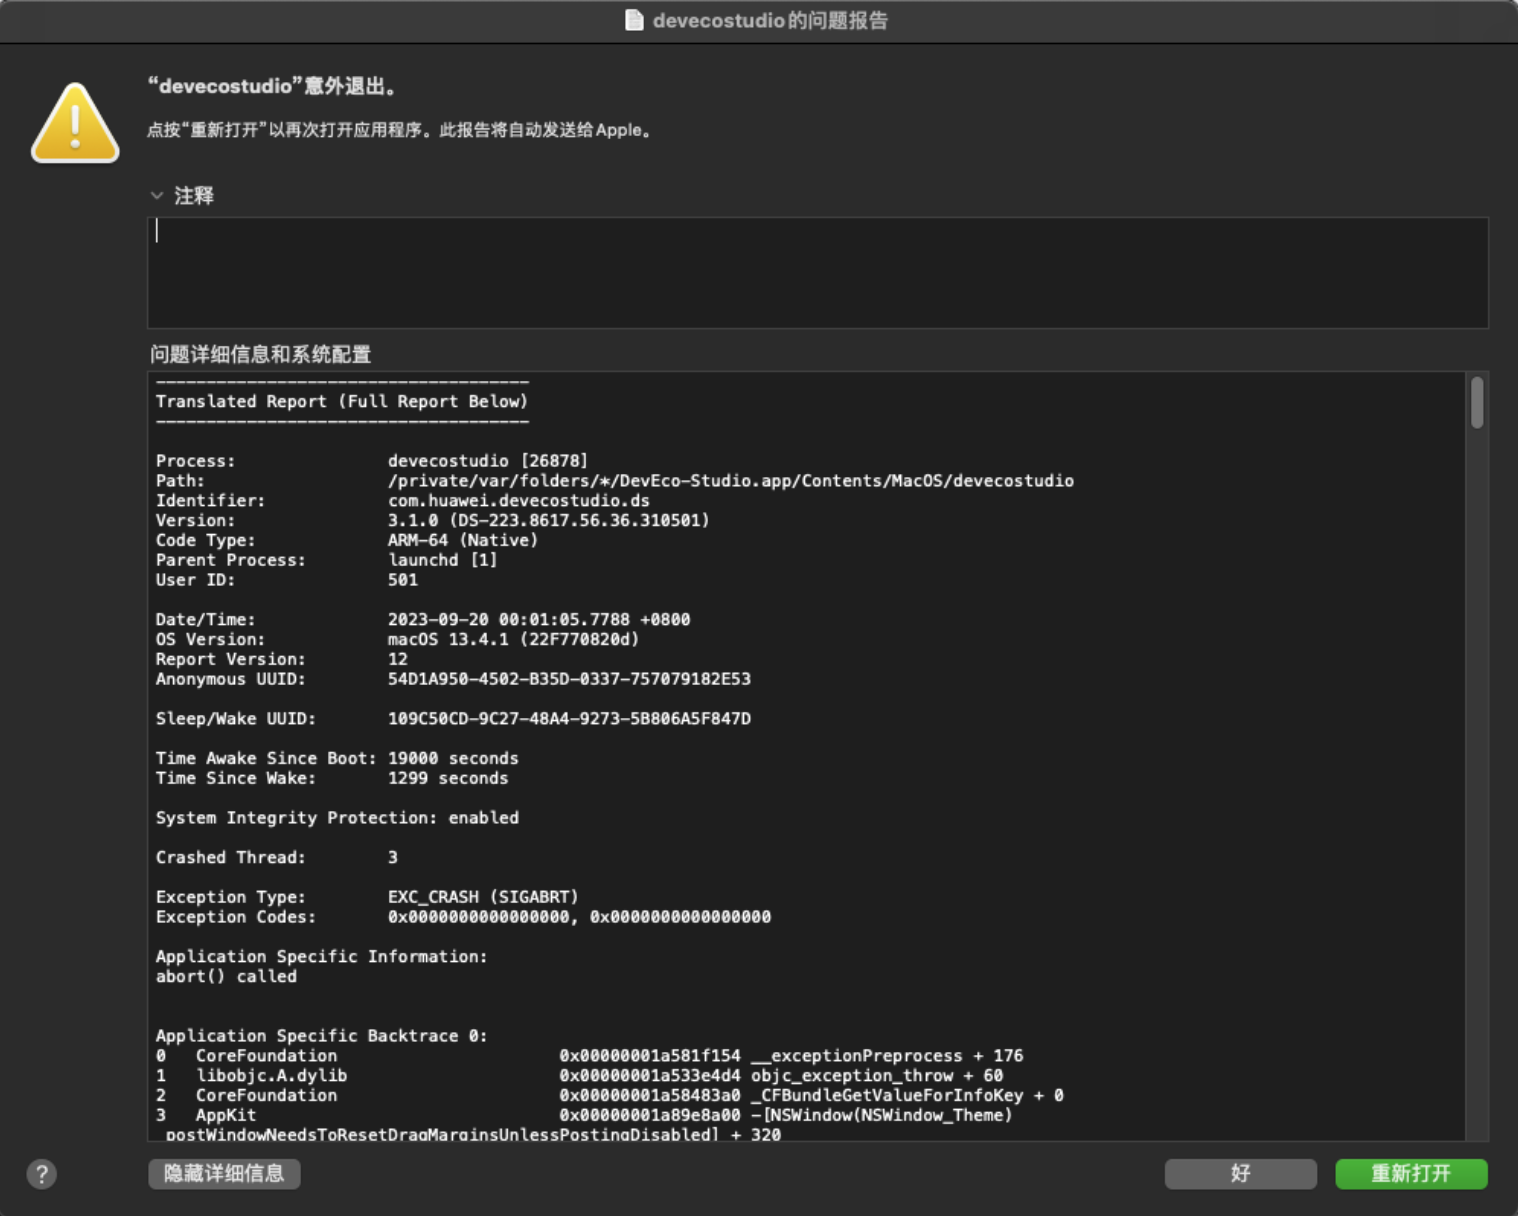 devecostudio的问题报告
“devecostudio”意外退出。
点按“重新打开”以再次打开应用程序。此报告将自动发送给Apple。
注释
问题详细信息和系统配置
-------------------------------------
Translated Report (Full Report Below)
-------------------------------------
Process: devecostudio [26878]
Path: /private/var/folders/*/DevEco-Studio.app/Contents/MacOS/devecostudio
Identifier: com.huawei.devecostudio.ds
Version: 3.1.0 (DS-223.8617.56.36.310501)
Code Type: ARM-64 (Native)
Parent Process: launchd [1]
User ID: 501
Date/Time: 2023-09-20 00:01:05.7788 +0800
OS Version: macOS 13.4.1 (22F770820d)
Report Version: 12
Anonymous UUID: 54D1A950-4502-B35D-0337-757079182E53
Sleep/Wake UUID: 109C50CD-9C27-48A4-9273-5B806A5F847D
Time Awake Since Boot: 19000 seconds
Time Since Wake: 1299 seconds
System Integrity Protection: enabled
Crashed Thread: 3
Exception Type: EXC_CRASH (SIGABRT)
Exception Codes: 0x0000000000000000, 0x0000000000000000
Application Specific Information:
abort() called
Application Specific Backtrace 0:
0 CoreFoundation 0x00000001a581f154 __exceptionPreprocess + 176
1 libobjc.A.dylib 0x00000001a533e4d4 objc_exception_throw + 60
2 CoreFoundation 0x00000001a58483a0 _CFBundleGetValueForInfoKey + 0
3 AppKit 0x00000001a89e8a00 -[NSWindow(NSWindow_Theme)
_postWindowNeedsToResetDragMarginsUnlessPostingDisabled] + 320
?
隐藏详细信息
好
重新打开